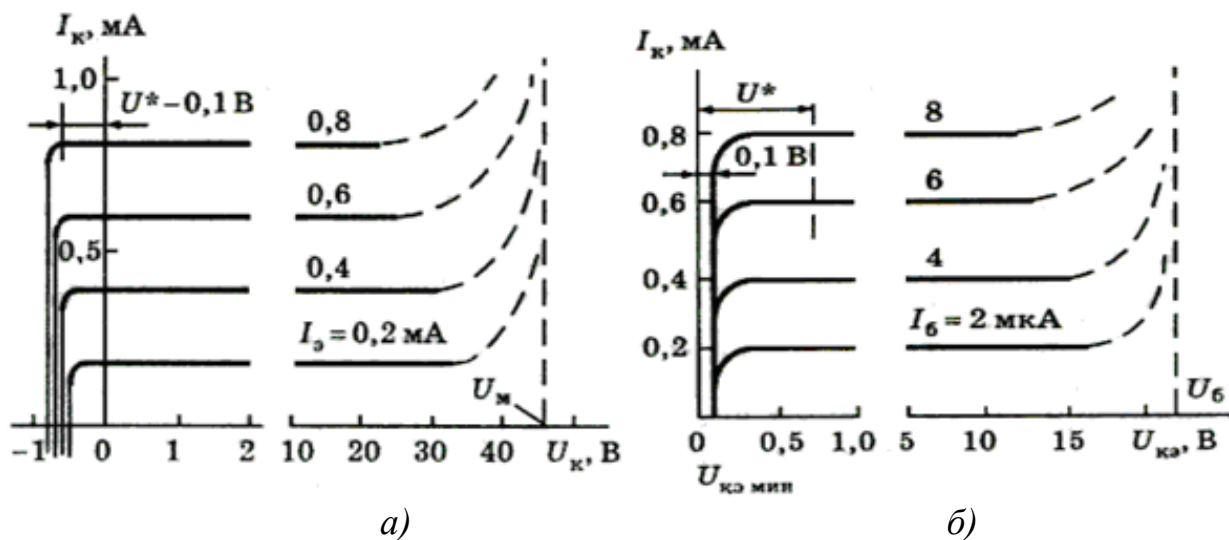 I_к, мА
1,0
U* – 0,1 В
0,8
0,6
0,5
0,4
I_э = 0,2 мА
U_м
–1 0 1 2 10 20 30 40 U_к, В
а)
I_к, мА
U*
0,8
8
0,1 В
0,6
6
0,4
4
I_б = 2 мкА
0,2
U_б
0 0,5 1,0 5 10 15 U_кэ, В
U_кэ мин
б)